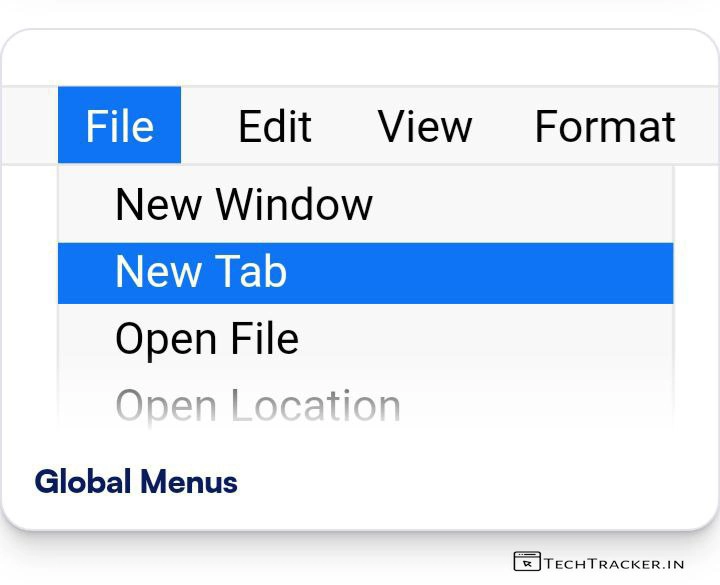 File Edit View Format
New Window
New Tab
Open File
Open Location
Global Menus
TECHTRACKER.IN